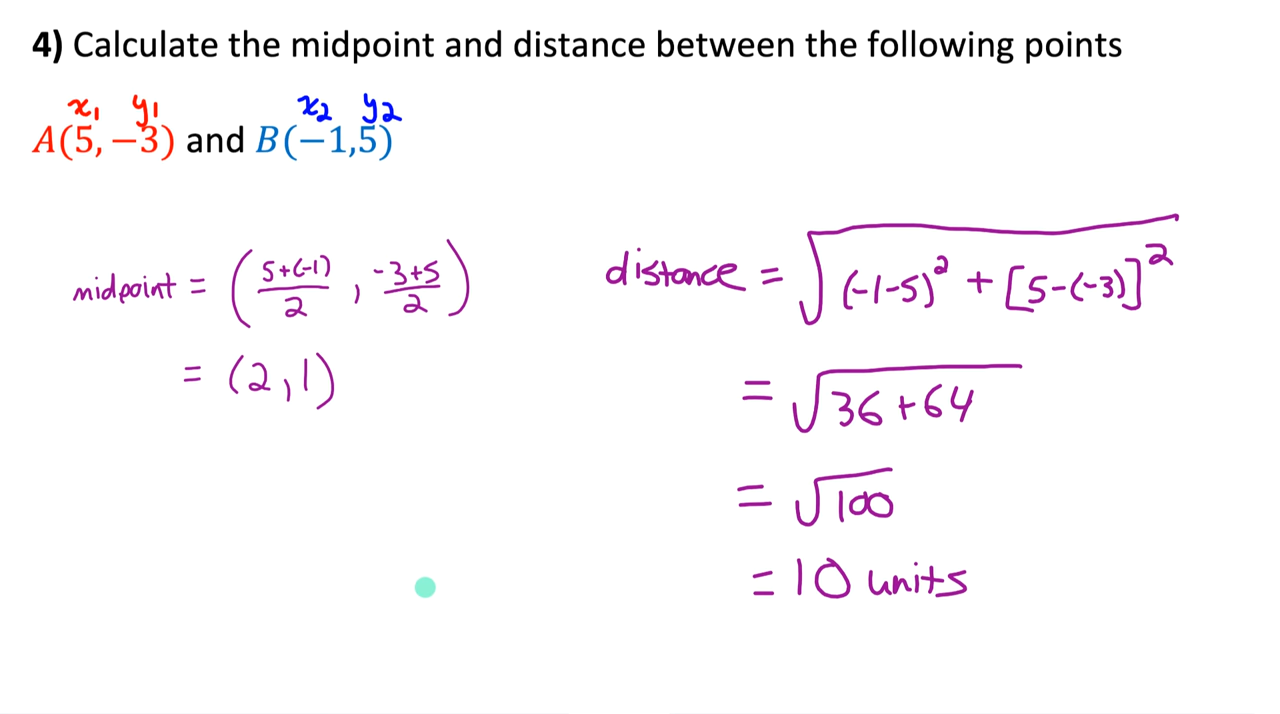 4) Calculate the midpoint and distance between the following points
x1 y1 x2 y2
A(5, −3) and B(−1,5)
midpoint = ( 5+(-1)/2 , -3+5/2 )
= (2,1)
distance = √(-1-5)² + [5-(-3)]²
= √36+64
= √100
= 10 units